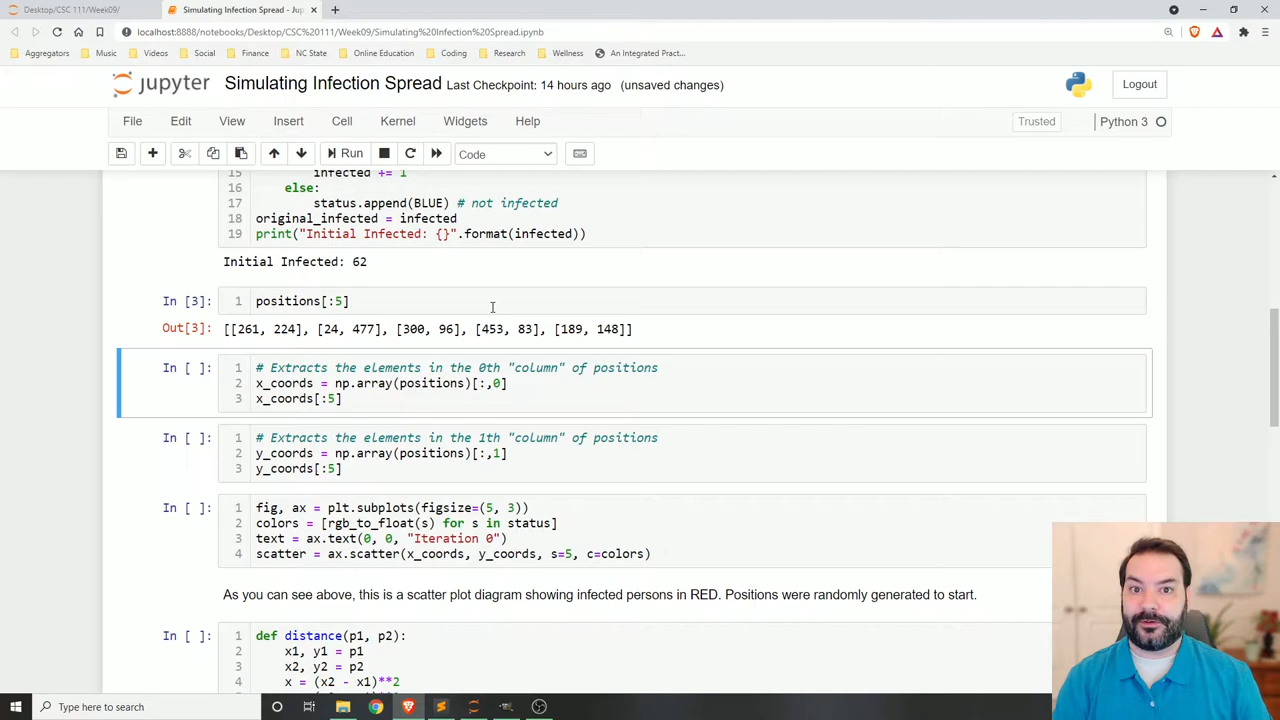 Desktop/CSC 111/Week09/
Simulating Infection Spread - Jup
localhost:8888/notebooks/Desktop/CSC%20111/Week09/Simulating%20Infection%20Spread.ipynb
Aggregators Music Videos Social Finance NC State Online Education Coding Research Wellness An Integrated Pract...
jupyter Simulating Infection Spread Last Checkpoint: 14 hours ago (unsaved changes) Logout
File Edit View Insert Cell Kernel Widgets Help Trusted Python 3
Run Code
15 infected += 1
16 else:
17 status.append(BLUE) # not infected
18 original_infected = infected
19 print("Initial Infected: {}".format(infected))
Initial Infected: 62
In [3]: 1 positions[:5]
Out[3]: [[261, 224], [24, 477], [300, 96], [453, 83], [189, 148]]
In [ ]: 1 # Extracts the elements in the 0th "column" of positions
2 x_coords = np.array(positions)[:,0]
3 x_coords[:5]
In [ ]: 1 # Extracts the elements in the 1th "column" of positions
2 y_coords = np.array(positions)[:,1]
3 y_coords[:5]
In [ ]: 1 fig, ax = plt.subplots(figsize=(5, 3))
2 colors = [rgb_to_float(s) for s in status]
3 text = ax.text(0, 0, "Iteration 0")
4 scatter = ax.scatter(x_coords, y_coords, s=5, c=colors)
As you can see above, this is a scatter plot diagram showing infected persons in RED. Positions were randomly generated to start.
In [ ]: 1 def distance(p1, p2):
2 x1, y1 = p1
3 x2, y2 = p2
4 x = (x2 - x1)**2
Type here to search